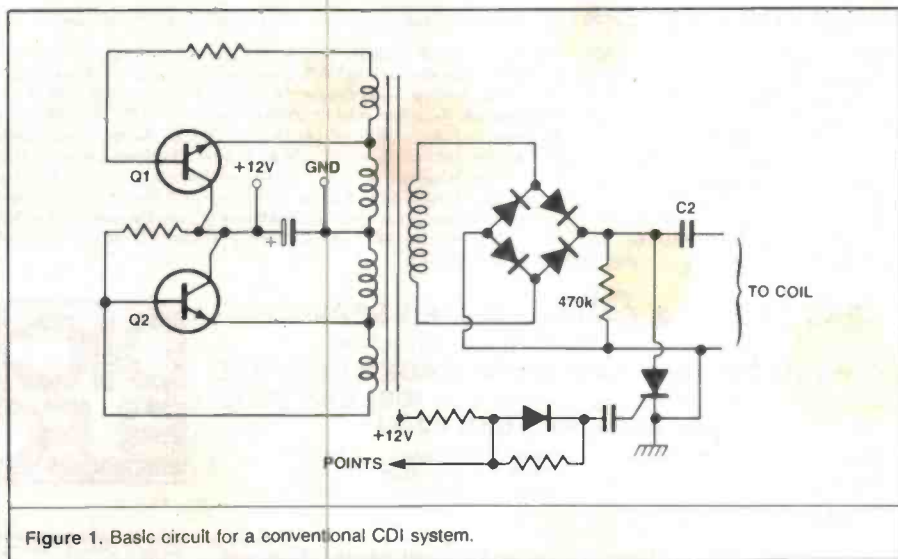 +12V
GND
Q1
+
C2
TO COIL
470k
Q2
+12V
POINTS
Figure 1. Basic circuit for a conventional CDI system.